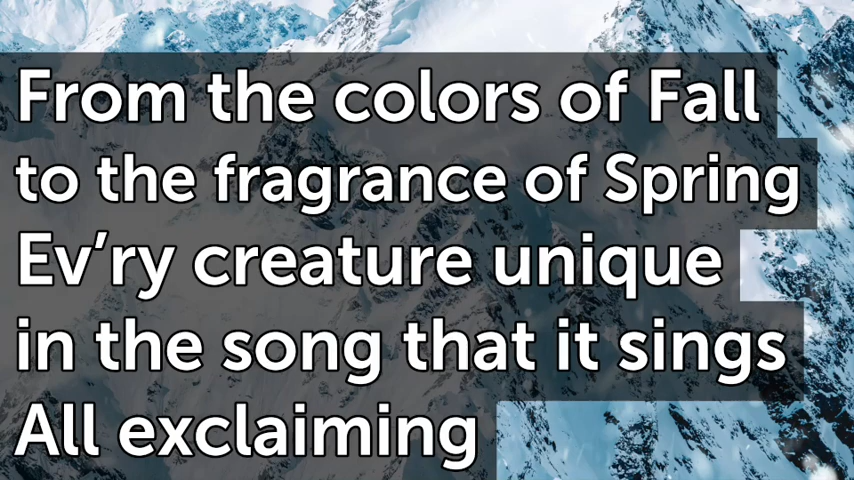 From the colors of Fall
to the fragrance of Spring
Ev’ry creature unique
in the song that it sings
All exclaiming